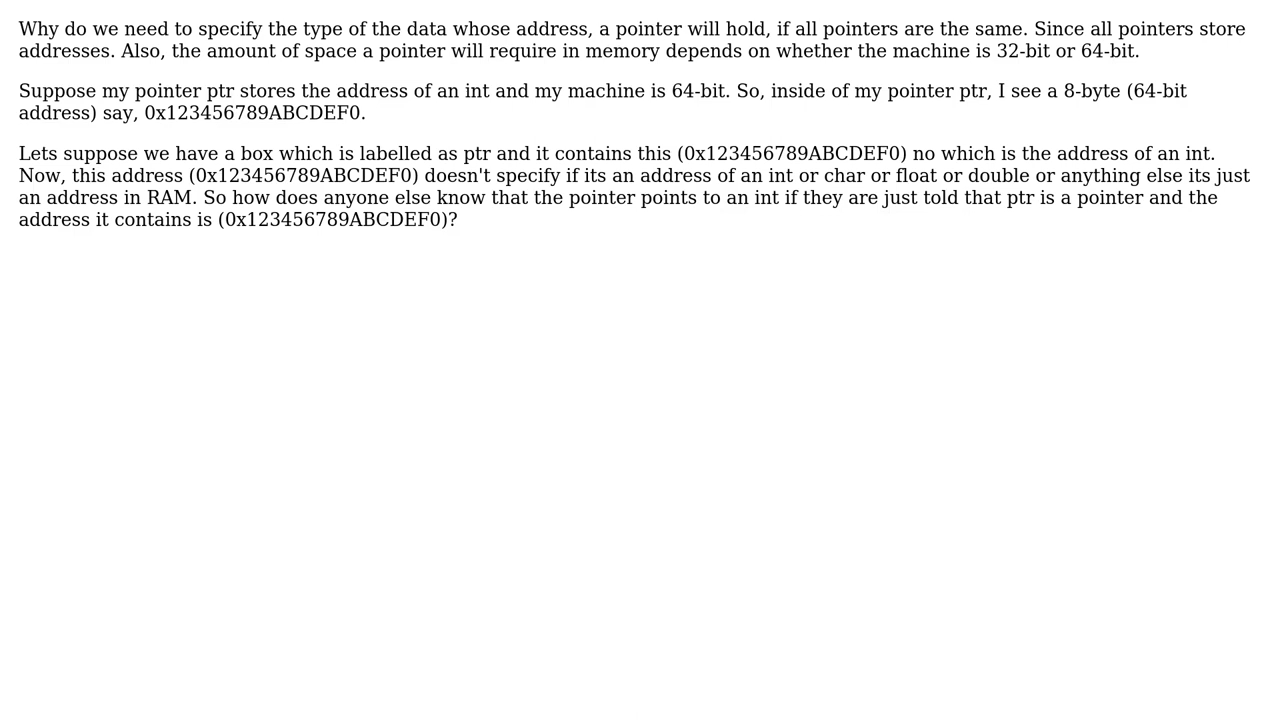 Why do we need to specify the type of the data whose address, a pointer will hold, if all pointers are the same. Since all pointers store
addresses. Also, the amount of space a pointer will require in memory depends on whether the machine is 32-bit or 64-bit.
Suppose my pointer ptr stores the address of an int and my machine is 64-bit. So, inside of my pointer ptr, I see a 8-byte (64-bit
address) say, 0x123456789ABCDEF0.
Lets suppose we have a box which is labelled as ptr and it contains this (0x123456789ABCDEF0) no which is the address of an int.
Now, this address (0x123456789ABCDEF0) doesn't specify if its an address of an int or char or float or double or anything else its just
an address in RAM. So how does anyone else know that the pointer points to an int if they are just told that ptr is a pointer and the
address it contains is (0x123456789ABCDEF0)?